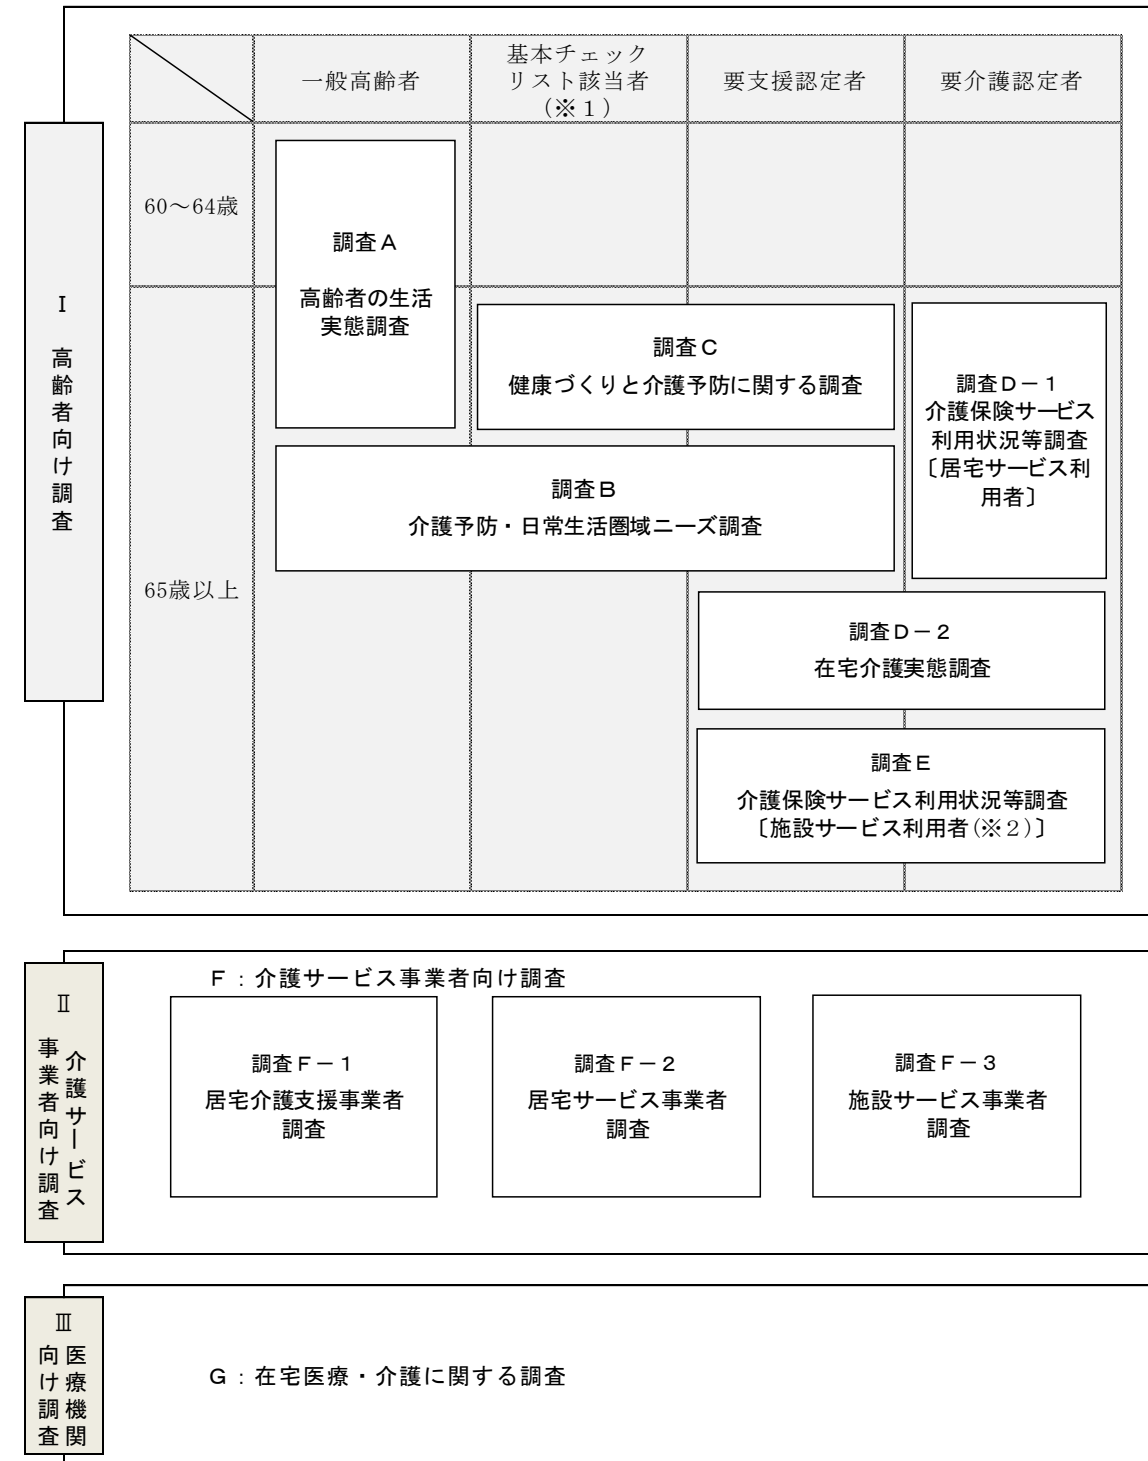 一般高齢者
基本チェック
リスト該当者
(※１)
要支援認定者
要介護認定者
Ⅰ 高齢者向け調査
60～64歳
65歳以上
調査Ａ
高齢者の生活
実態調査
調査Ｃ
健康づくりと介護予防に関する調査
調査Ｄ－１
介護保険サービス
利用状況等調査
〔居宅サービス利
用者〕
調査Ｂ
介護予防・日常生活圏域ニーズ調査
調査Ｄ－２
在宅介護実態調査
調査Ｅ
介護保険サービス利用状況等調査
〔施設サービス利用者(※２)〕
Ⅱ
介護サービス
事業者向け調査
Ｆ：介護サービス事業者向け調査
調査Ｆ－１
居宅介護支援事業者
調査
調査Ｆ－２
居宅サービス事業者
調査
調査Ｆ－３
施設サービス事業者
調査
Ⅲ
医療機関
向け調査
Ｇ：在宅医療・介護に関する調査